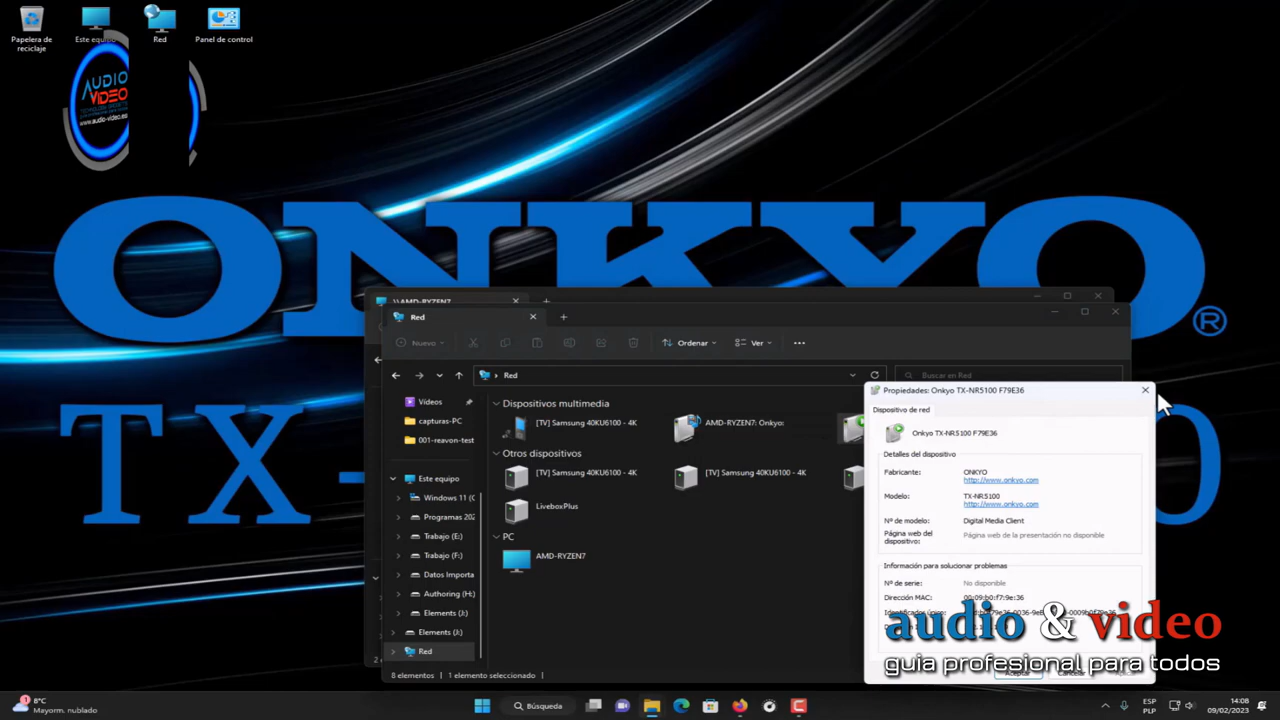 Papelera de
reciclaje
Este equipo
Red
Panel de control
AUDIO
VIDEO
www.audio-video.es
ONKYO®
TX-
0
\\AMD-RYZEN7
Red
Nuevo
Ordenar
Ver
Red
Buscar en Red
Vídeos
capturas-PC
001-reavon-test
Este equipo
Windows 11 (C
Programas 202
Trabajo (E:)
Trabajo (F:)
Datos Importa
Authoring (H:)
Elements (I:)
Elements (J:)
Red
Dispositivos multimedia
[TV] Samsung 40KU6100 - 4K
AMD-RYZEN7: Onkyo:
Otros dispositivos
[TV] Samsung 40KU6100 - 4K
[TV] Samsung 40KU6100 - 4K
LiveboxPlus
PC
AMD-RYZEN7
8 elementos
1 elemento seleccionado
Propiedades: Onkyo TX-NR5100 F79E36
Dispositivo de red
Onkyo TX-NR5100 F79E36
Detalles del dispositivo
Fabricante: ONKYO
http://www.onkyo.com
Modelo: TX-NR5100
http://www.onkyo.com
Nº de modelo: Digital Media Client
Página web del dispositivo: Página web de la presentación no disponible
Información para solucionar problemas
Nº de serie: No disponible
Dirección MAC: 00:09:b0:f7:9e:36
Identificador único:
Aceptar
Cancelar
audio & video
guia profesional para todos
8°C
Mayorm. nublado
Búsqueda
ESP
PLP
14:08
09/02/2023